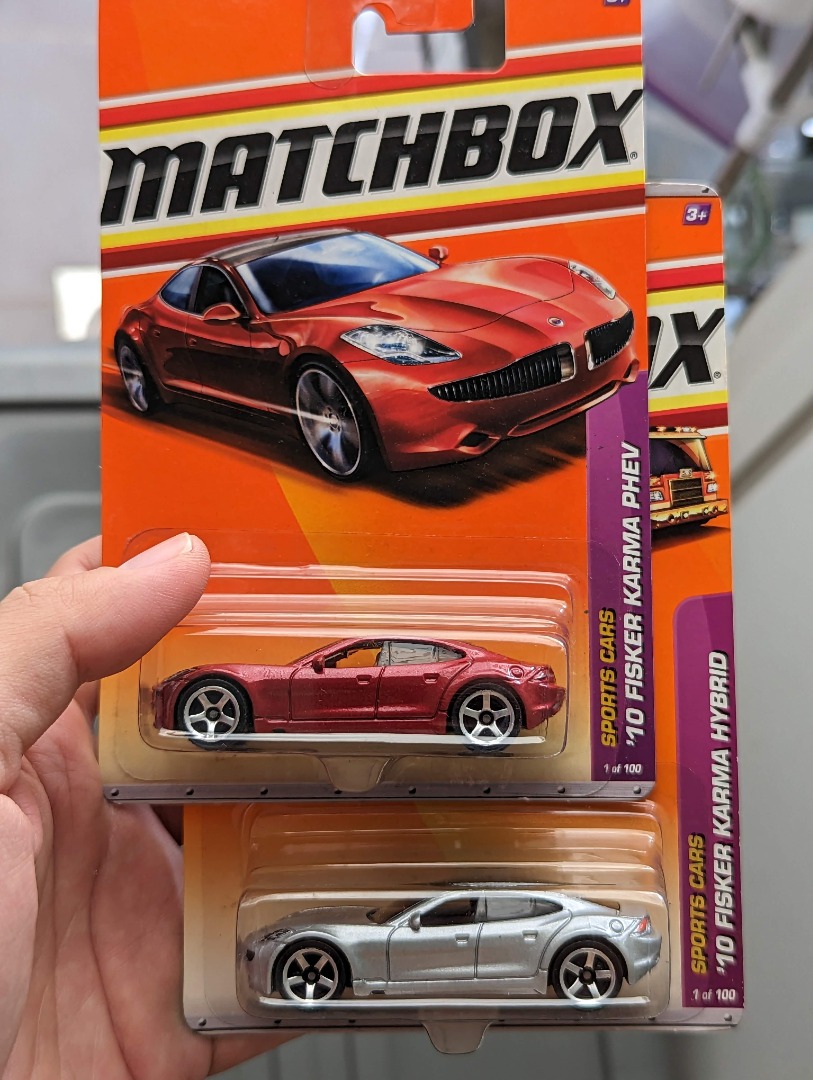 MATCHBOX®
SPORTS CARS
'10 FISKER KARMA PHEV
1 of 100
3+
X®
SPORTS CARS
'10 FISKER KARMA HYBRID
1 of 100